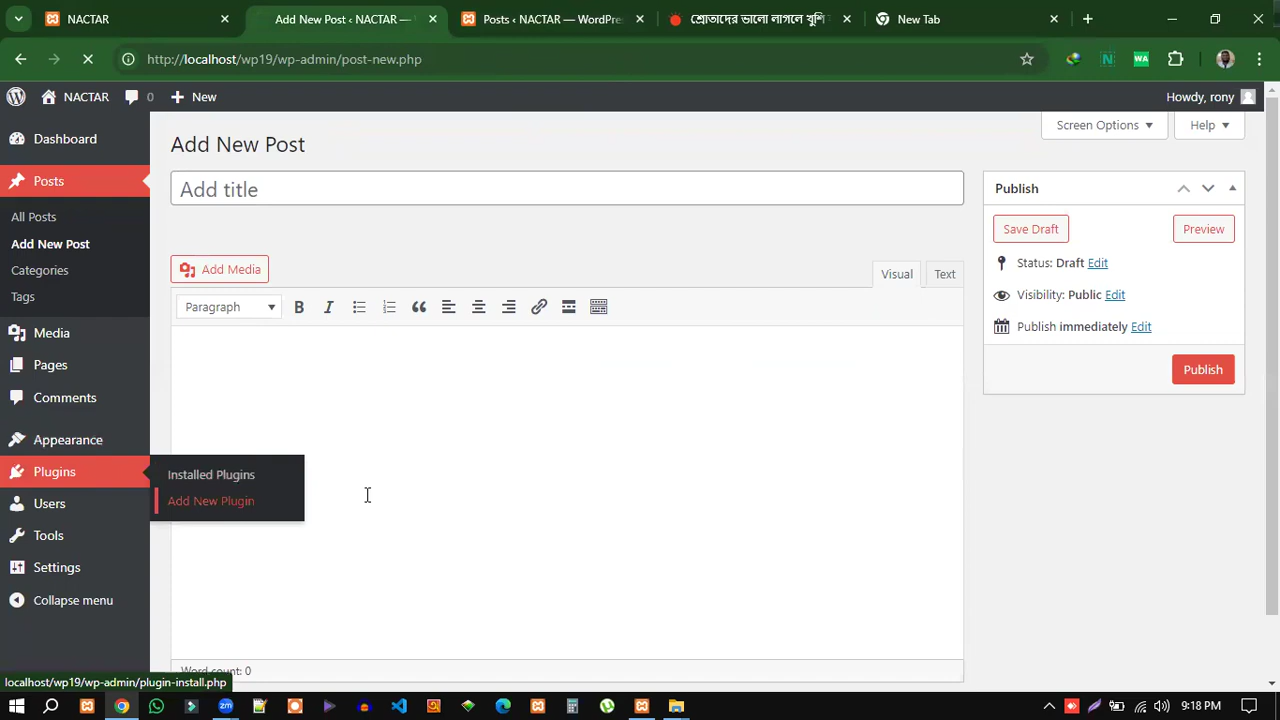 NACTAR
Add New Post ‹ NACTAR —
Posts ‹ NACTAR — WordPre
শ্রোতাদের ভালো লাগলে খুশি
New Tab
http://localhost/wp19/wp-admin/post-new.php
N
WA
NACTAR
0
New
Howdy, rony
Dashboard
Screen Options
Help
Add New Post
Posts
Add title
Publish
All Posts
Save Draft
Preview
Add New Post
Status: Draft Edit
Categories
Add Media
Visual
Text
Tags
Visibility: Public Edit
Paragraph
B
I
Publish immediately Edit
Media
Pages
Publish
Comments
Appearance
Plugins
Installed Plugins
Add New Plugin
Users
Tools
Settings
Collapse menu
Word count: 0
localhost/wp19/wp-admin/plugin-install.php
9:18 PM